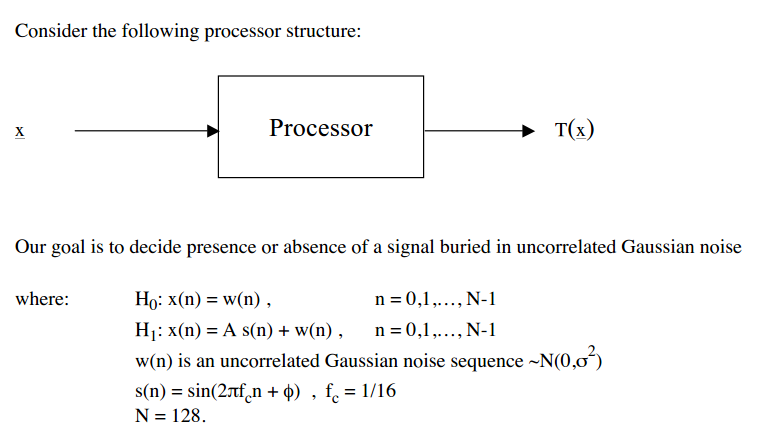 Consider the following processor structure:
x Processor T(x)
Our goal is to decide presence or absence of a signal buried in uncorrelated Gaussian noise
where: H₀: x(n) = w(n) , n = 0,1,…, N-1
H₁: x(n) = A s(n) + w(n) , n = 0,1,…, N-1
w(n) is an uncorrelated Gaussian noise sequence ~N(0,σ²)
s(n) = sin(2πf_cn + ϕ) , f_c = 1/16
N = 128.